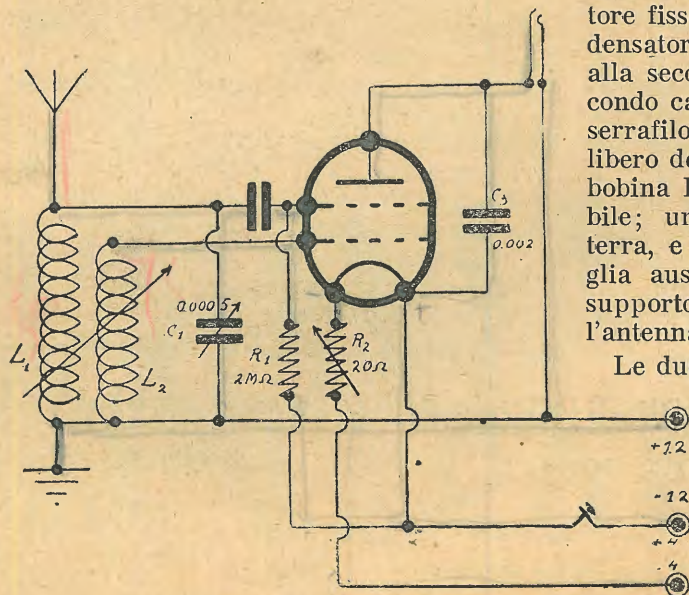 tore fiss
densator
alla seco
condo ca
serrafilo
libero de
bobina l
bile; un
terra, e
glia aus
supporto
l'antenna
Le du
C3
0.002
0.0005
C1
L1
L2
R1
2MΩ
R2
20Ω
+12
-12
+4
-4